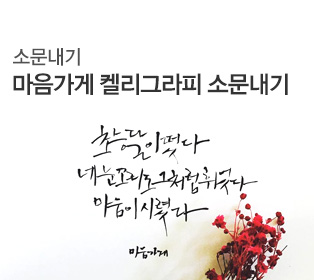 소문내기
마음가게 켈리그라피 소문내기
초승달이 떴다
네 눈꼬리도 그처럼 휘었다
마음이 시렸다
마음가게